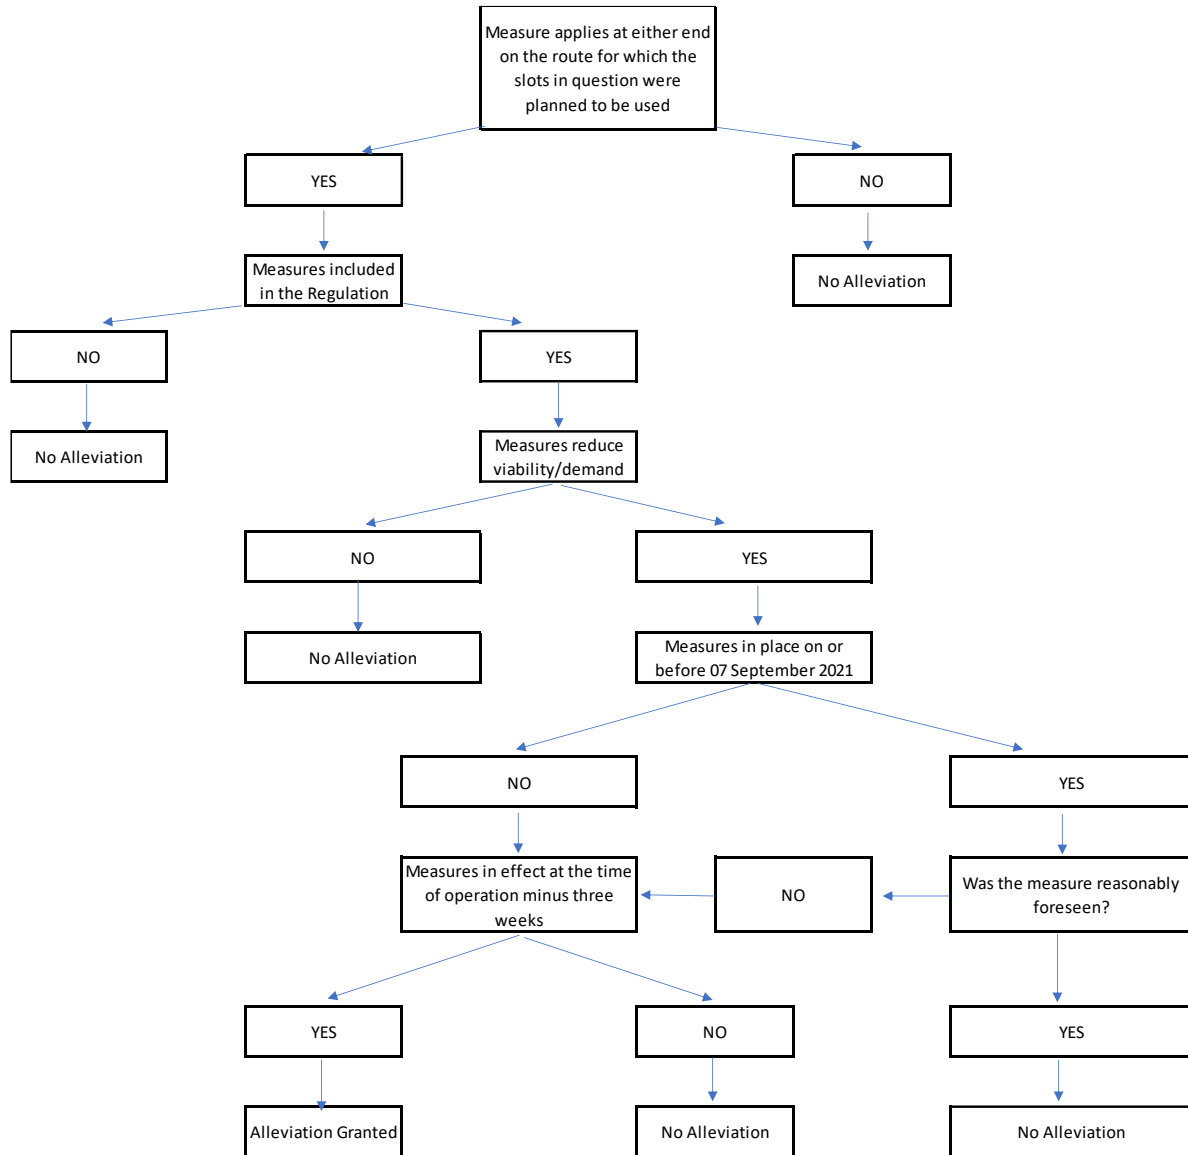 Measure applies at either end
on the route for which the
slots in question were
planned to be used
YES
NO
Measures included
in the Regulation
No Alleviation
NO
YES
No Alleviation
Measures reduce
viability/demand
NO
YES
No Alleviation
Measures in place on or
before 07 September 2021
NO
YES
Measures in effect at the time
of operation minus three
weeks
NO
Was the measure reasonably
foreseen?
YES
NO
YES
Alleviation Granted
No Alleviation
No Alleviation